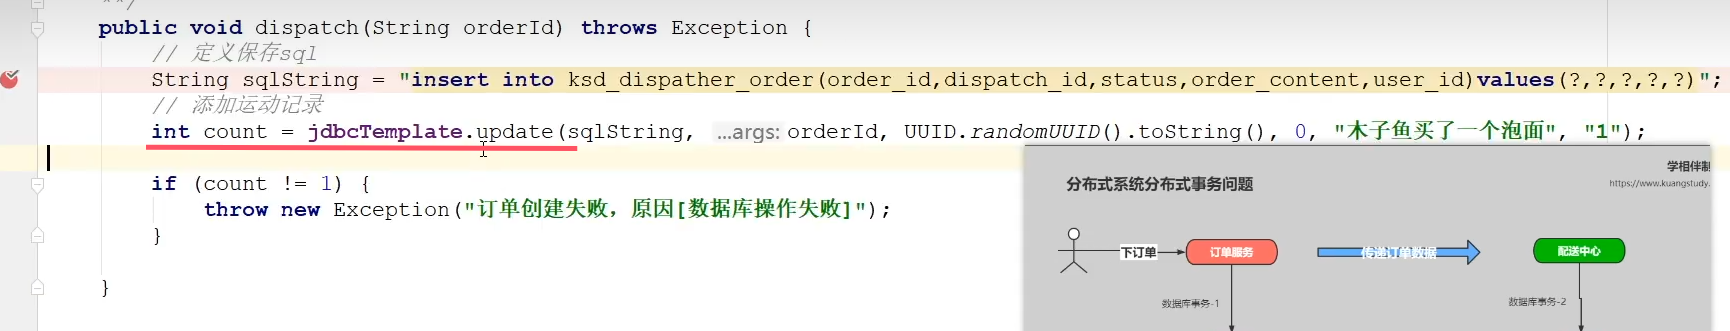 **/
public void dispatch(String orderId) throws Exception {
// 定义保存sql
String sqlString = "insert into ksd_dispather_order(order_id,dispatch_id,status,order_content,user_id)values(?,?,?,?,?)";
// 添加运动记录
int count = jdbcTemplate.update(sqlString, ...args: orderId, UUID.randomUUID().toString(), 0, "木子鱼买了一个泡面", "1");
if (count != 1) {
throw new Exception("订单创建失败，原因[数据库操作失败]");
}
}
学相伴制
https://www.kuangstudy.
分布式系统分布式事务问题
下订单 订单服务 传递订单数据 配送中心
数据库事务-1 数据库事务-2